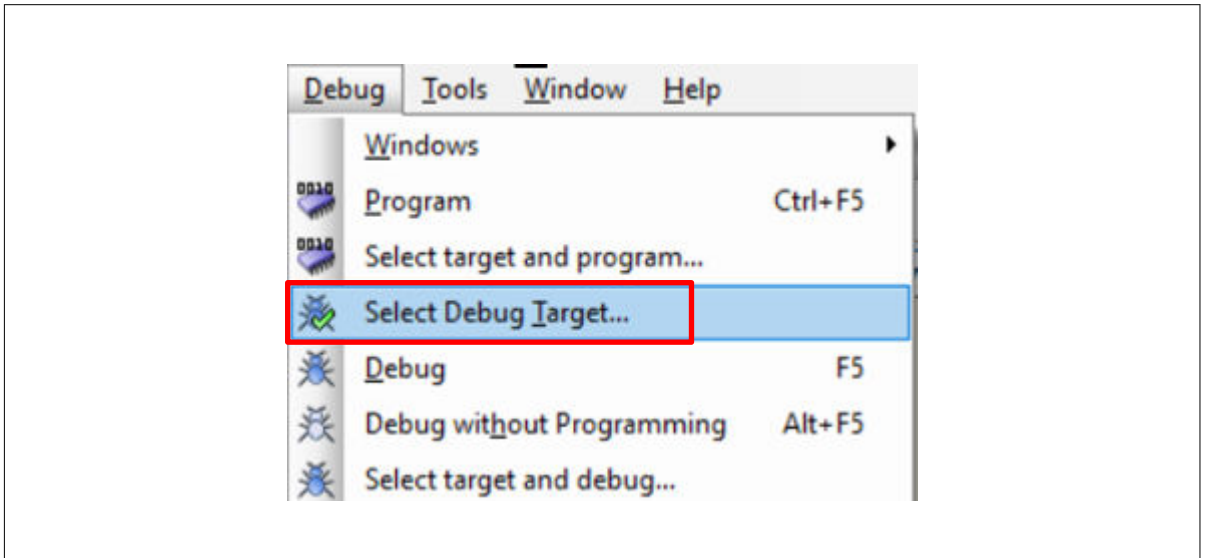 Debug Tools Window Help
Windows
Program Ctrl+F5
Select target and program...
Select Debug Target...
Debug F5
Debug without Programming Alt+F5
Select target and debug...